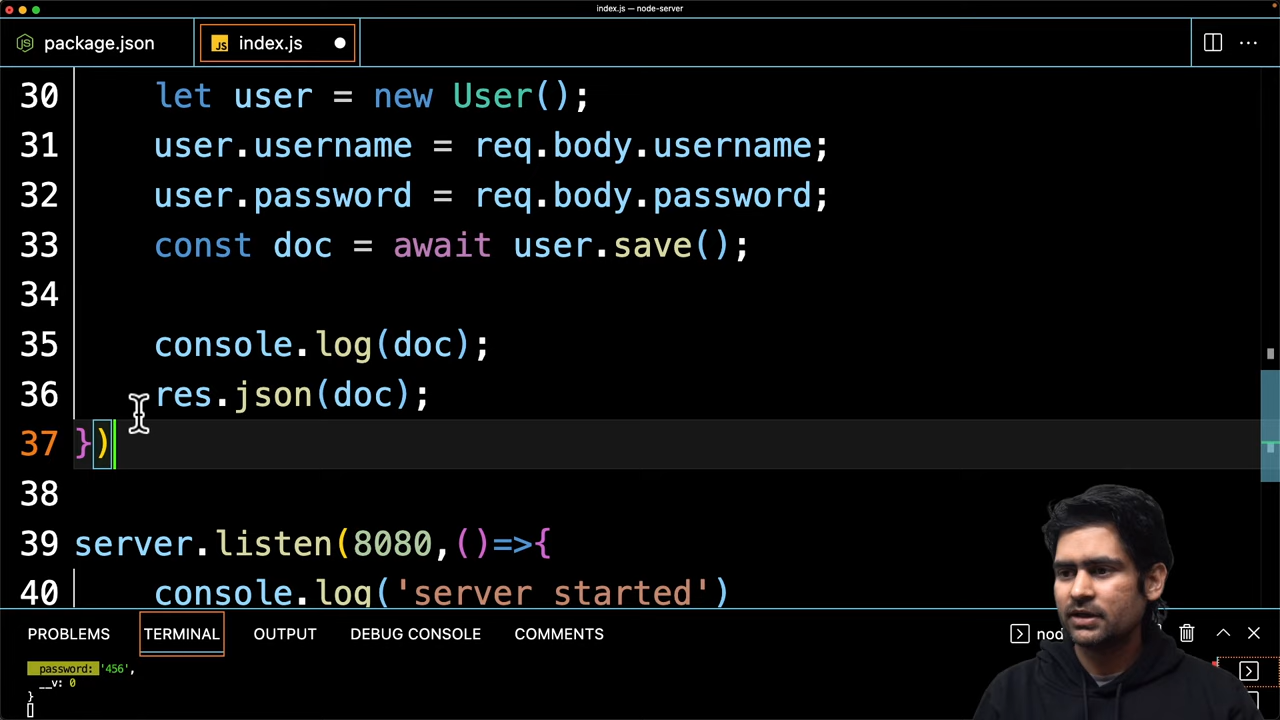 index.js — node-server
package.json
JS index.js
30 let user = new User();
31 user.username = req.body.username;
32 user.password = req.body.password;
33 const doc = await user.save();
34
35 console.log(doc);
36 res.json(doc);
37 })
38
39 server.listen(8080,()=>{
40 console.log('server started')
PROBLEMS TERMINAL OUTPUT DEBUG CONSOLE COMMENTS
password: '456',
__v: 0
}